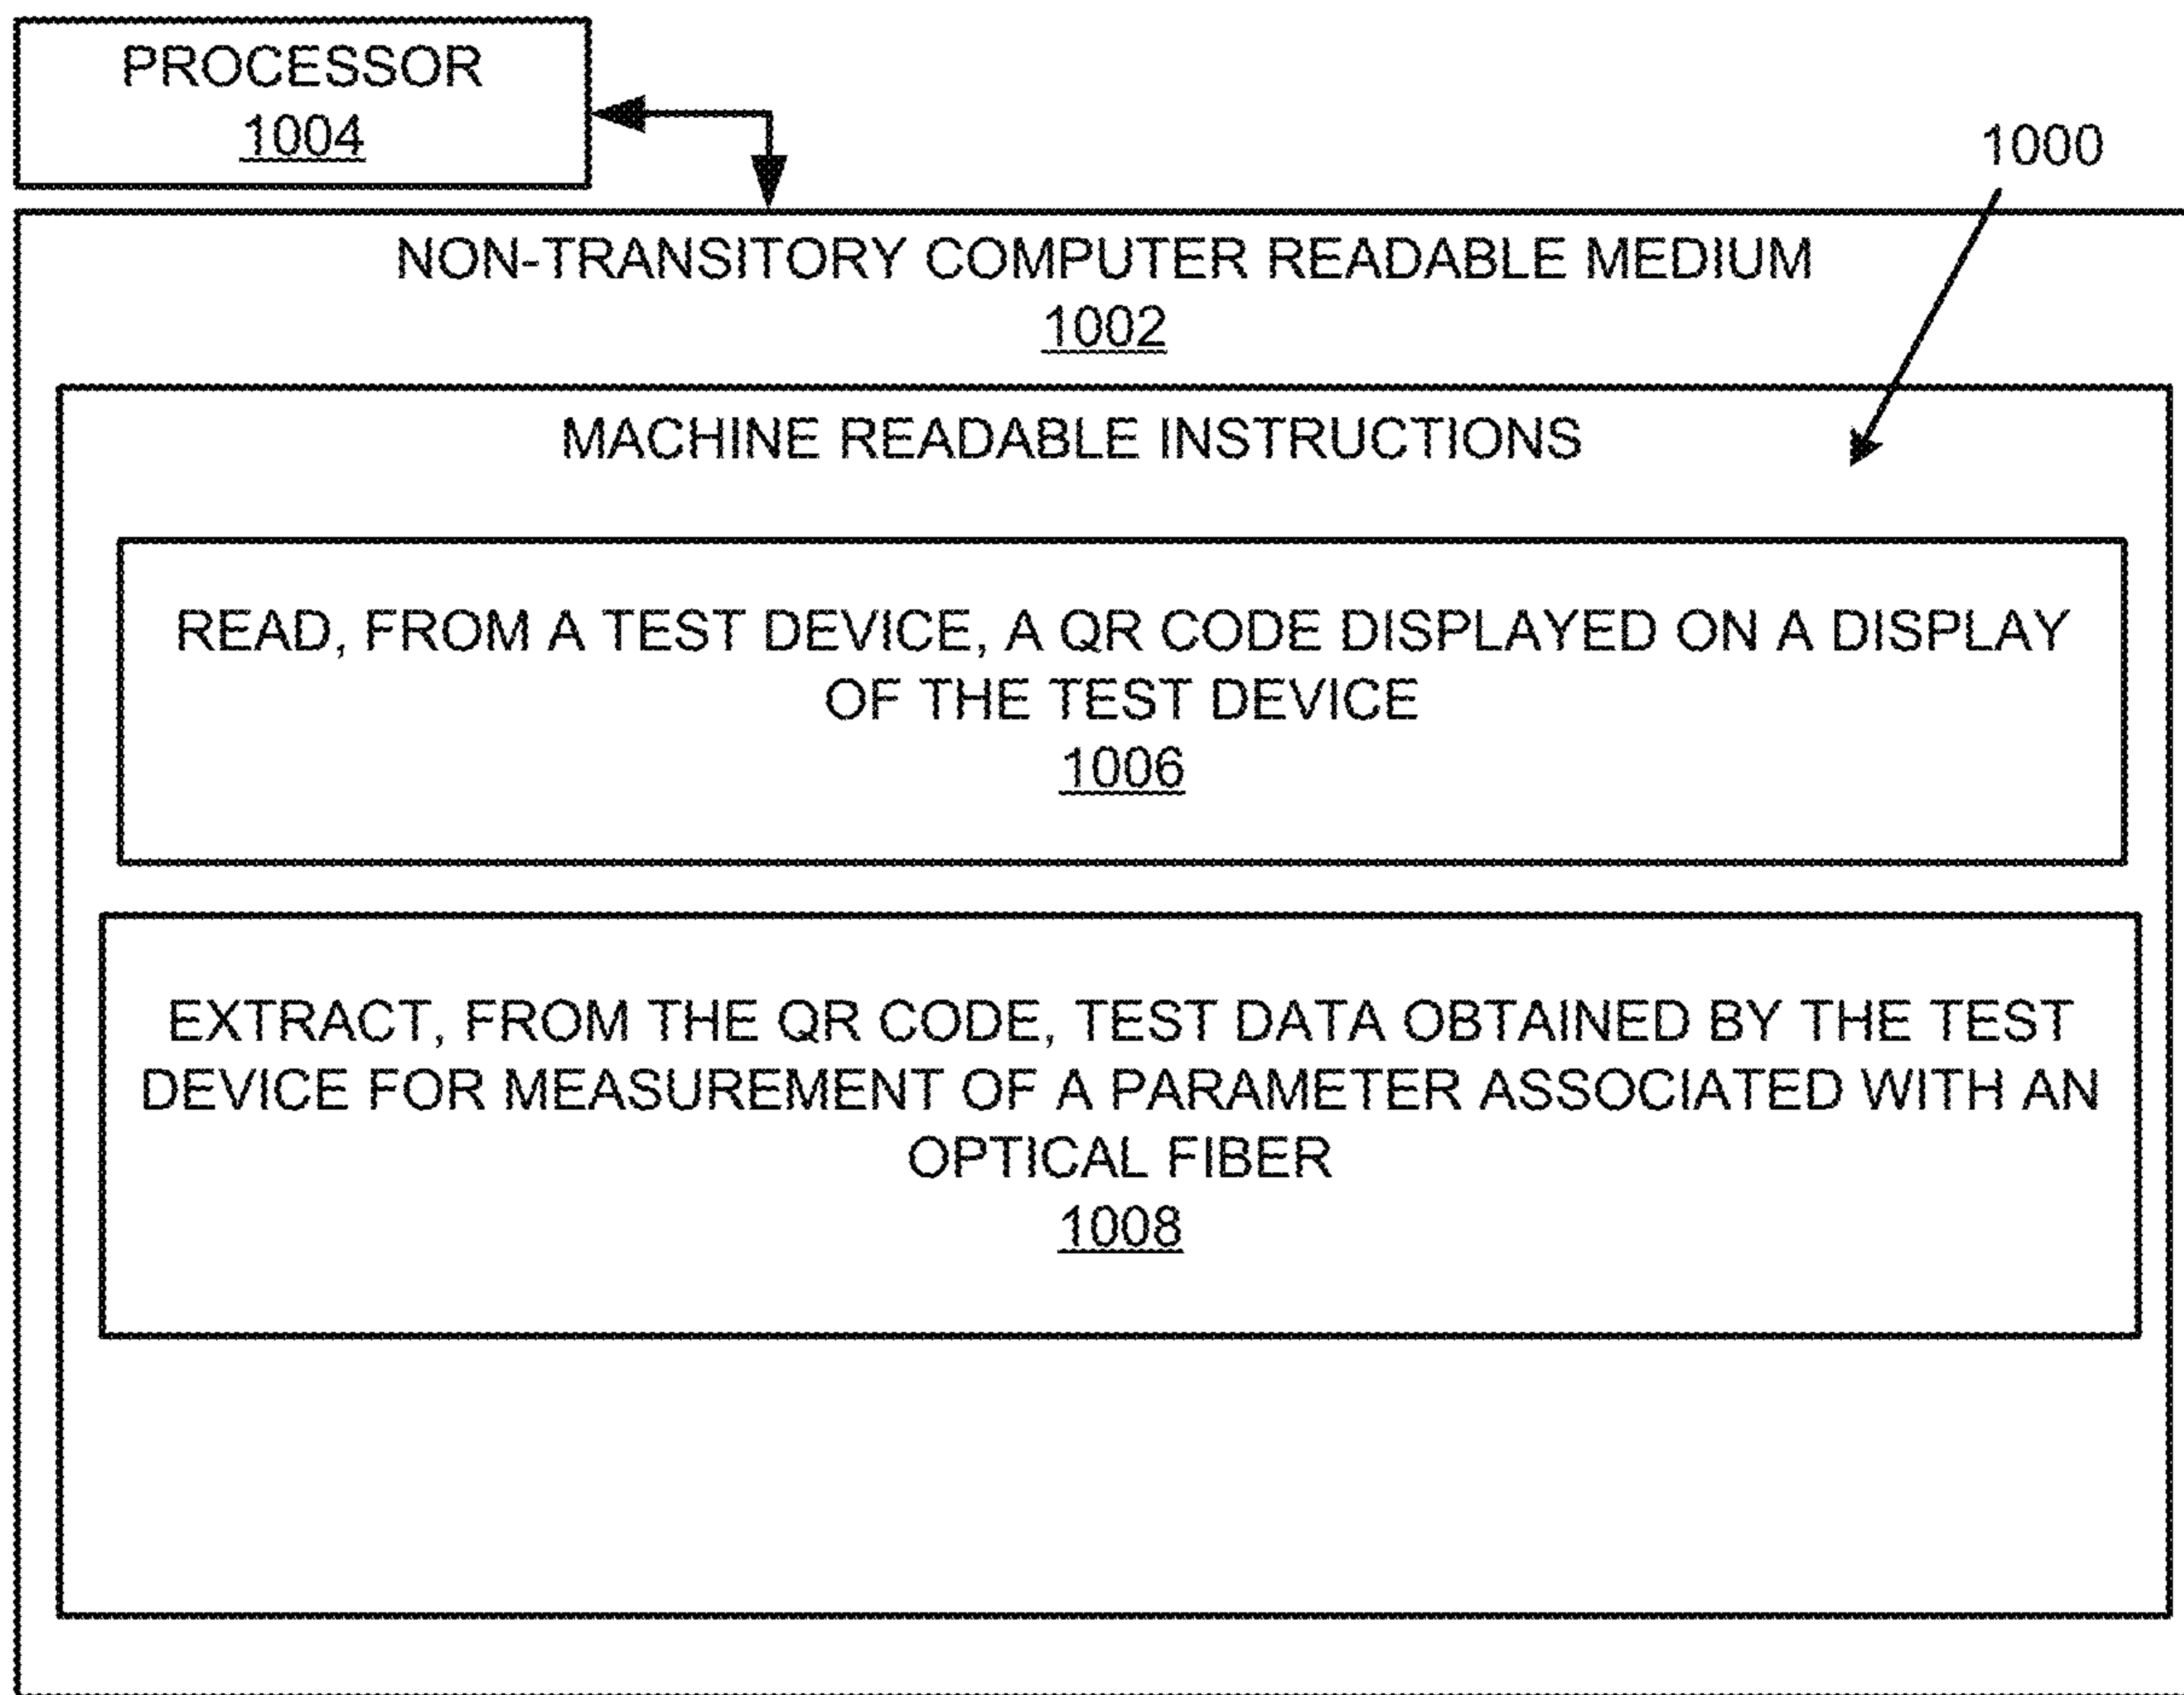 PROCESSOR
1004
1000
NON-TRANSITORY COMPUTER READABLE MEDIUM
1002
MACHINE READABLE INSTRUCTIONS
READ, FROM A TEST DEVICE, A QR CODE DISPLAYED ON A DISPLAY
OF THE TEST DEVICE
1006
EXTRACT, FROM THE QR CODE, TEST DATA OBTAINED BY THE TEST
DEVICE FOR MEASUREMENT OF A PARAMETER ASSOCIATED WITH AN
OPTICAL FIBER
1008